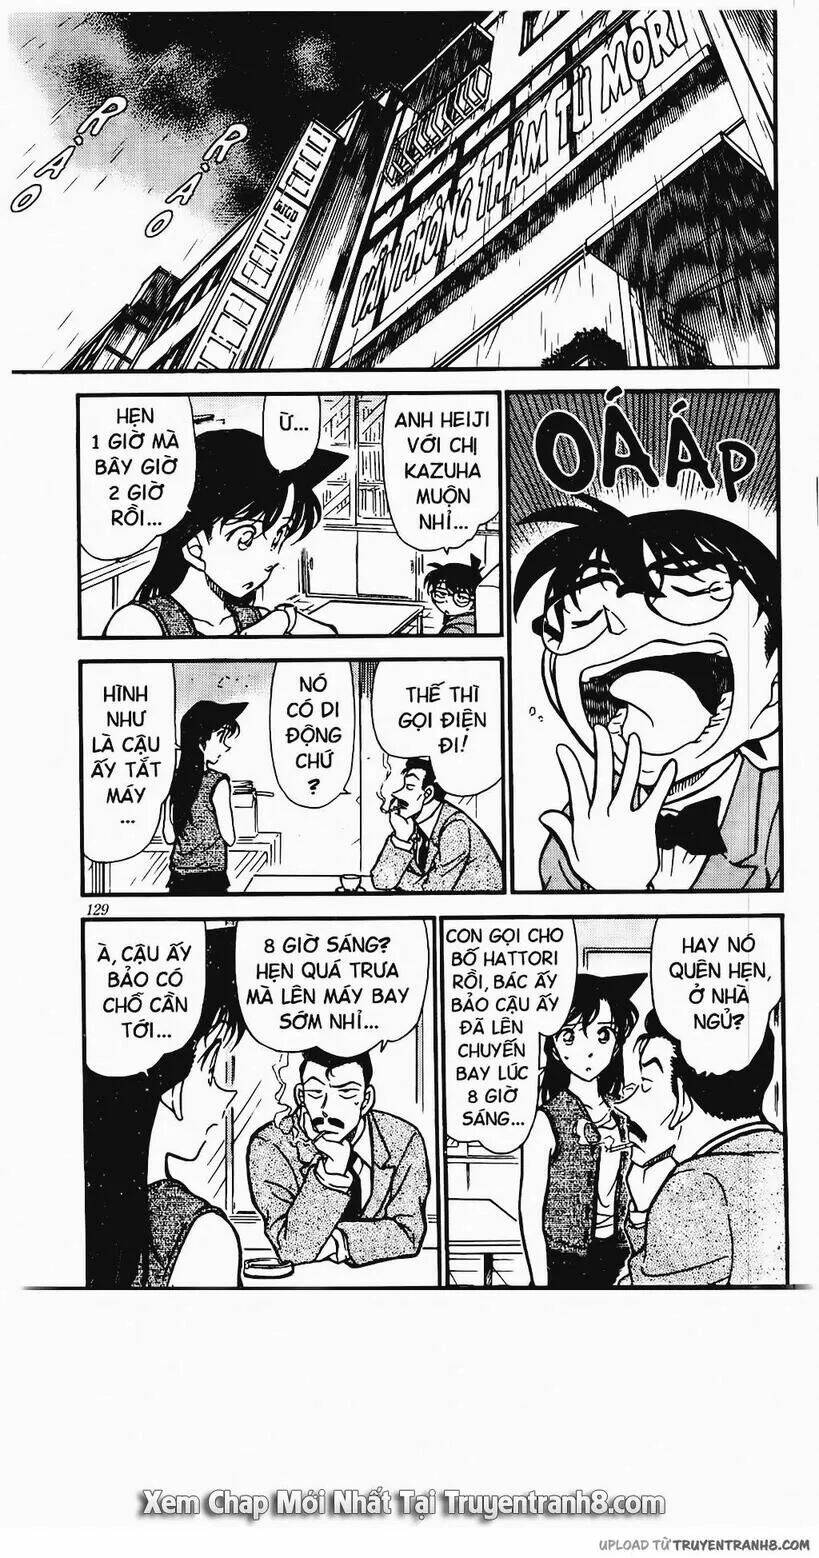 RÀO
RÀO
VĂN PHÒNG THÁM TỬ MORI
OÁÁP
ANH HEIJI
VỚI CHỊ
KAZUHA
MUỘN
NHỈ...
Ừ...
HẸN
1 GIỜ MÀ
BÂY GIỜ
2 GIỜ
RỒI...
THẾ THÌ
GỌI ĐIỆN
ĐI!
NÓ
CÓ DI
ĐỘNG
CHỨ
?
HÌNH
NHƯ
LÀ CẬU
ẤY TẮT
MÁY
...
129
HAY NÓ
QUÊN HẸN,
Ở NHÀ
NGỦ?
CON GỌI CHO
BỐ HATTORI
RỒI, BÁC ẤY
BẢO CẬU ẤY
ĐÃ LÊN
CHUYẾN
BAY LÚC
8 GIỜ
SÁNG...
8 GIỜ SÁNG?
HẸN QUÁ TRƯA
MÀ LÊN MÁY BAY
SỚM NHỈ...
À, CẬU ẤY
BẢO CÓ
CHỖ CẦN
TỚI...
Xem Chap Mới Nhất Tại Truyentranh8.com
UPLOAD TỪ TRUYENTRANH8.COM